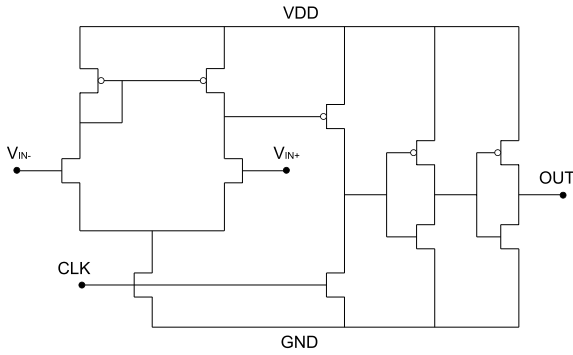 VDD
VIN-
VIN+
OUT
CLK
GND